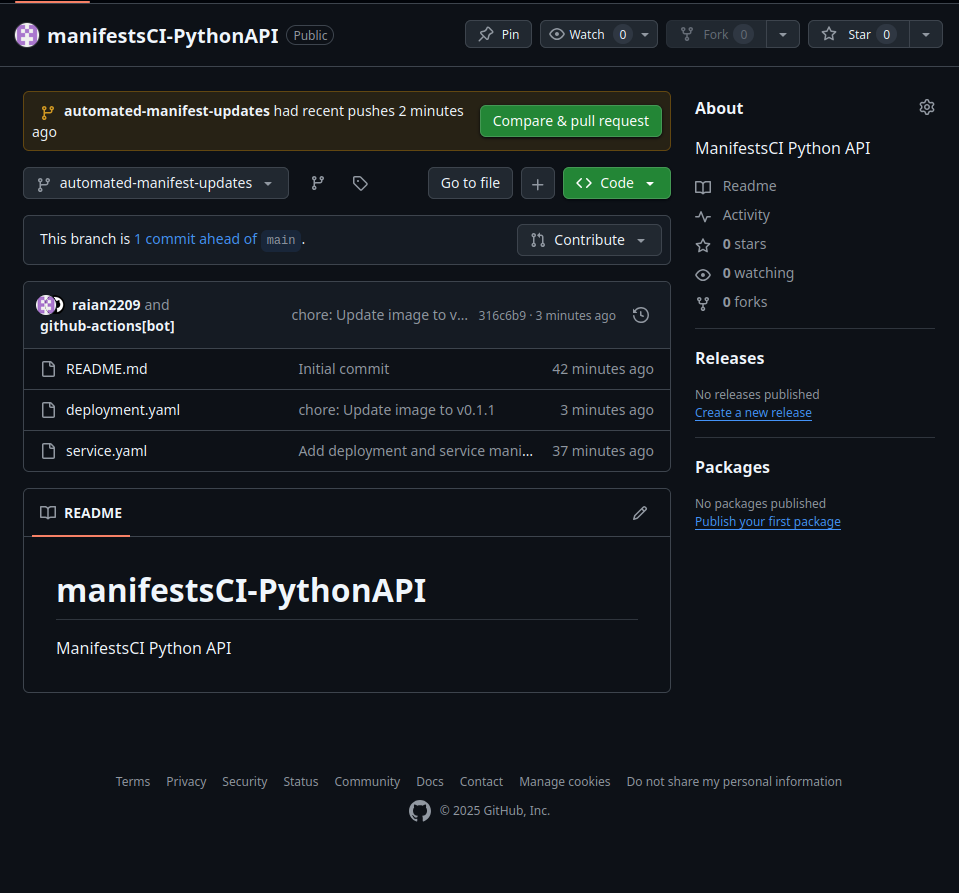 manifestsCI-PythonAPI Public Pin Watch 0 Fork 0 Star 0
automated-manifest-updates had recent pushes 2 minutes
ago
Compare & pull request
automated-manifest-updates Go to file Code
This branch is 1 commit ahead of main . Contribute
raian2209 and
github-actions[bot]
chore: Update image to v... 316c6b9 · 3 minutes ago
README.md Initial commit 42 minutes ago
deployment.yaml chore: Update image to v0.1.1 3 minutes ago
service.yaml Add deployment and service mani... 37 minutes ago
README
manifestsCI-PythonAPI
ManifestsCI Python API
About
ManifestsCI Python API
Readme
Activity
0 stars
0 watching
0 forks
Releases
No releases published
Create a new release
Packages
No packages published
Publish your first package
Terms Privacy Security Status Community Docs Contact Manage cookies Do not share my personal information
© 2025 GitHub, Inc.